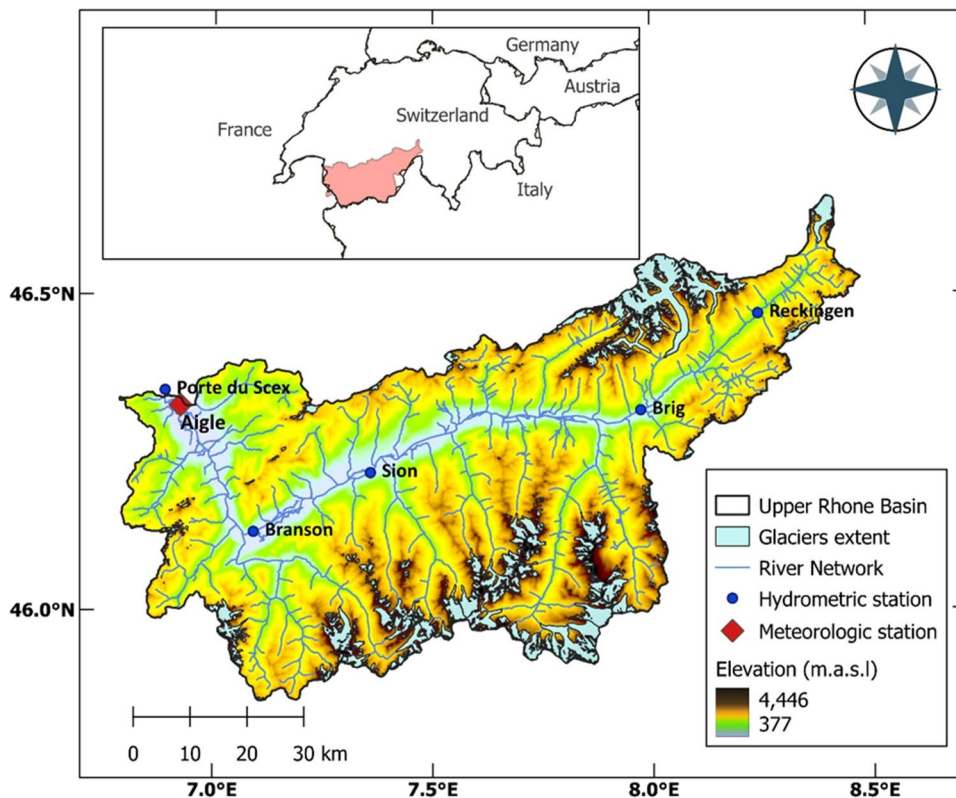 Germany
Austria
Switzerland
France
Italy
46.5°N
46.0°N
Reckingen
Porte du Scex
Aigle
Brig
Sion
Branson
Upper Rhone Basin
Glaciers extent
River Network
Hydrometric station
Meteorologic station
Elevation (m.a.s.l)
4,446
377
0 10 20 30 km
7.0°E 7.5°E 8.0°E 8.5°E